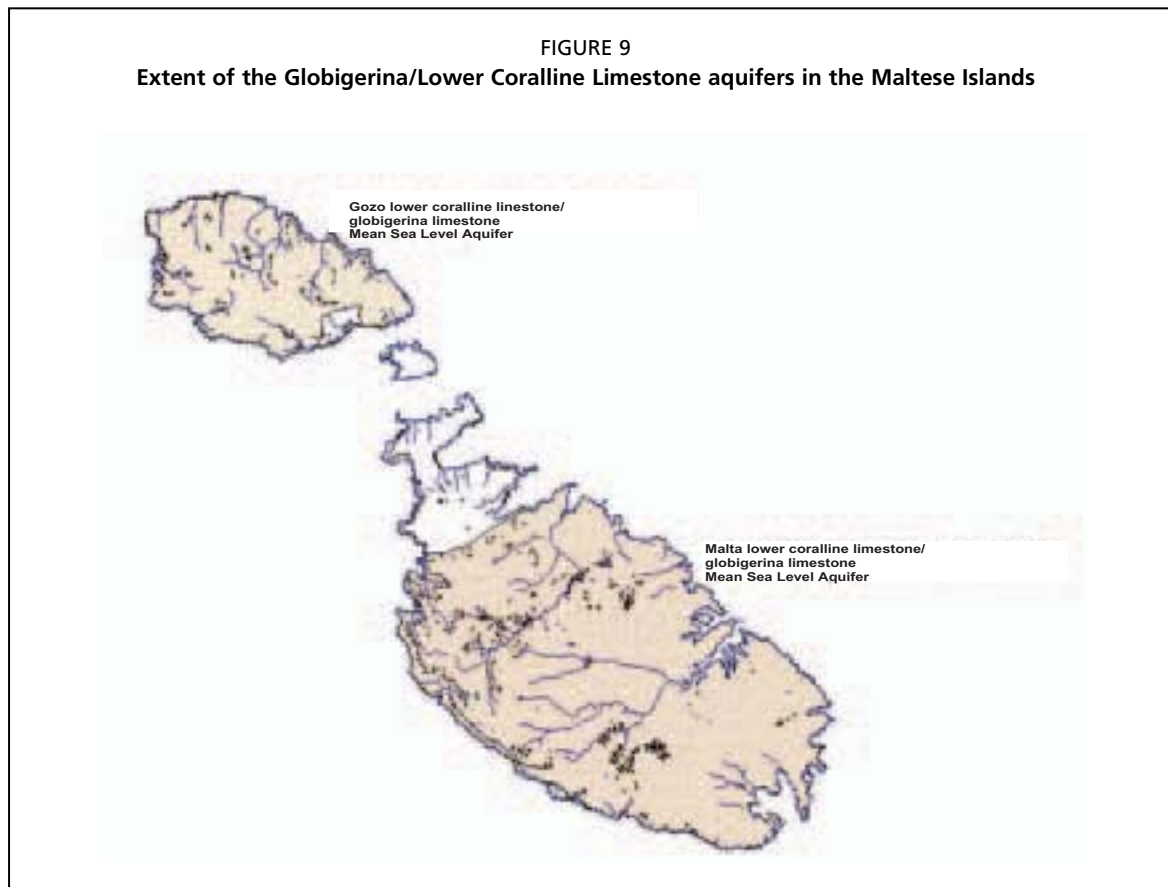 FIGURE 9
Extent of the Globigerina/Lower Coralline Limestone aquifers in the Maltese Islands
Gozo lower coralline linestone/
globigerina limestone
Mean Sea Level Aquifer
Malta lower coralline limestone/
globigerina limestone
Mean Sea Level Aquifer